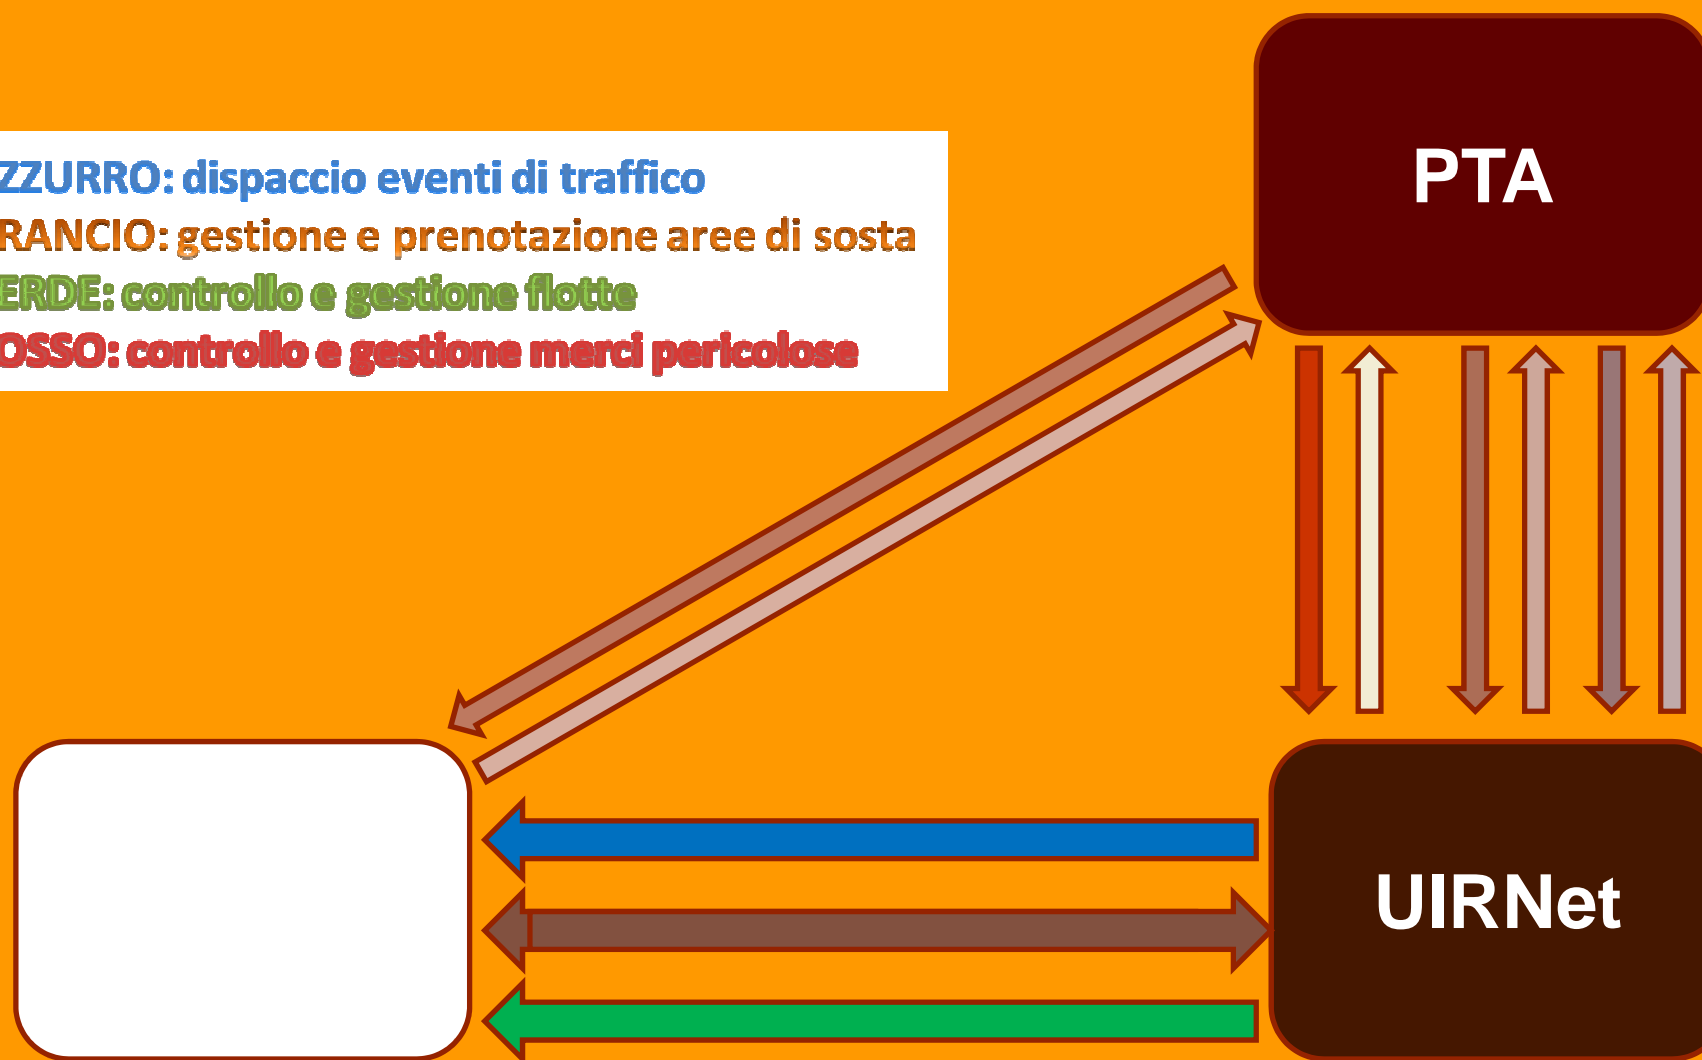 ZZURRO: dispaccio eventi di traffico
RANCIO: gestione e prenotazione aree di sosta
ERDE: controllo e gestione flotte
OSSO: controllo e gestione merci pericolose
PTA
UIRNet